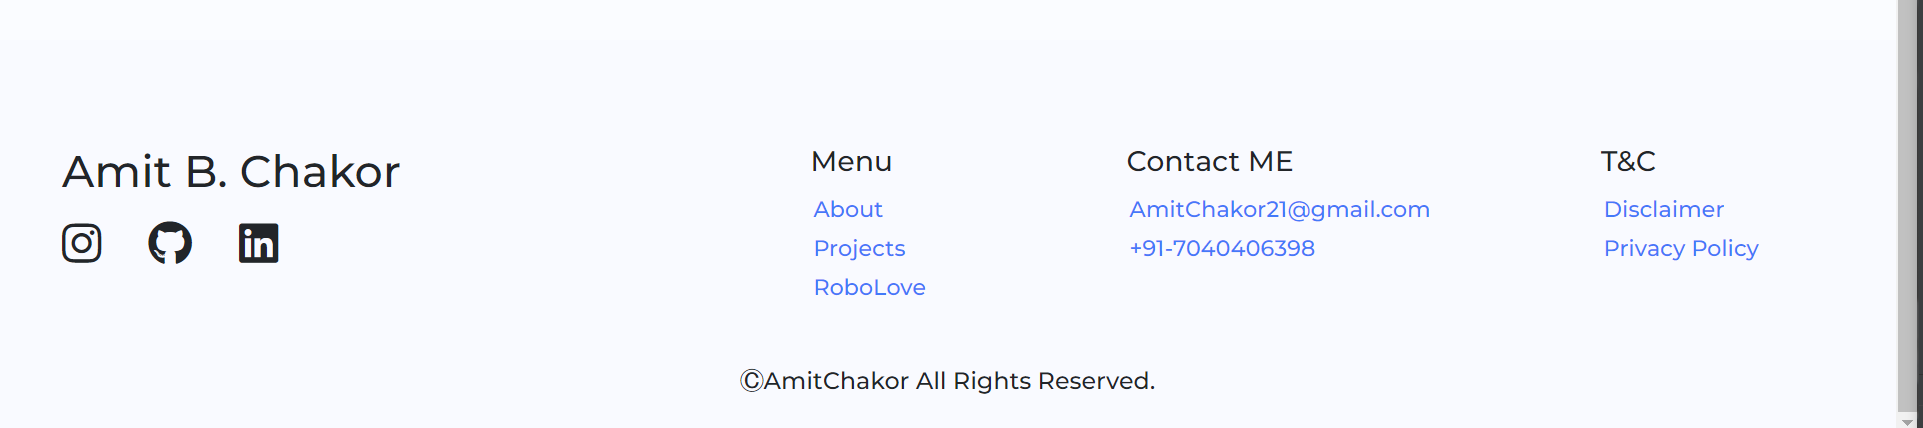 Amit B. Chakor
Menu
About
Projects
RoboLove
Contact ME
AmitChakor21@gmail.com
+91-7040406398
T&C
Disclaimer
Privacy Policy
ⒸAmitChakor All Rights Reserved.